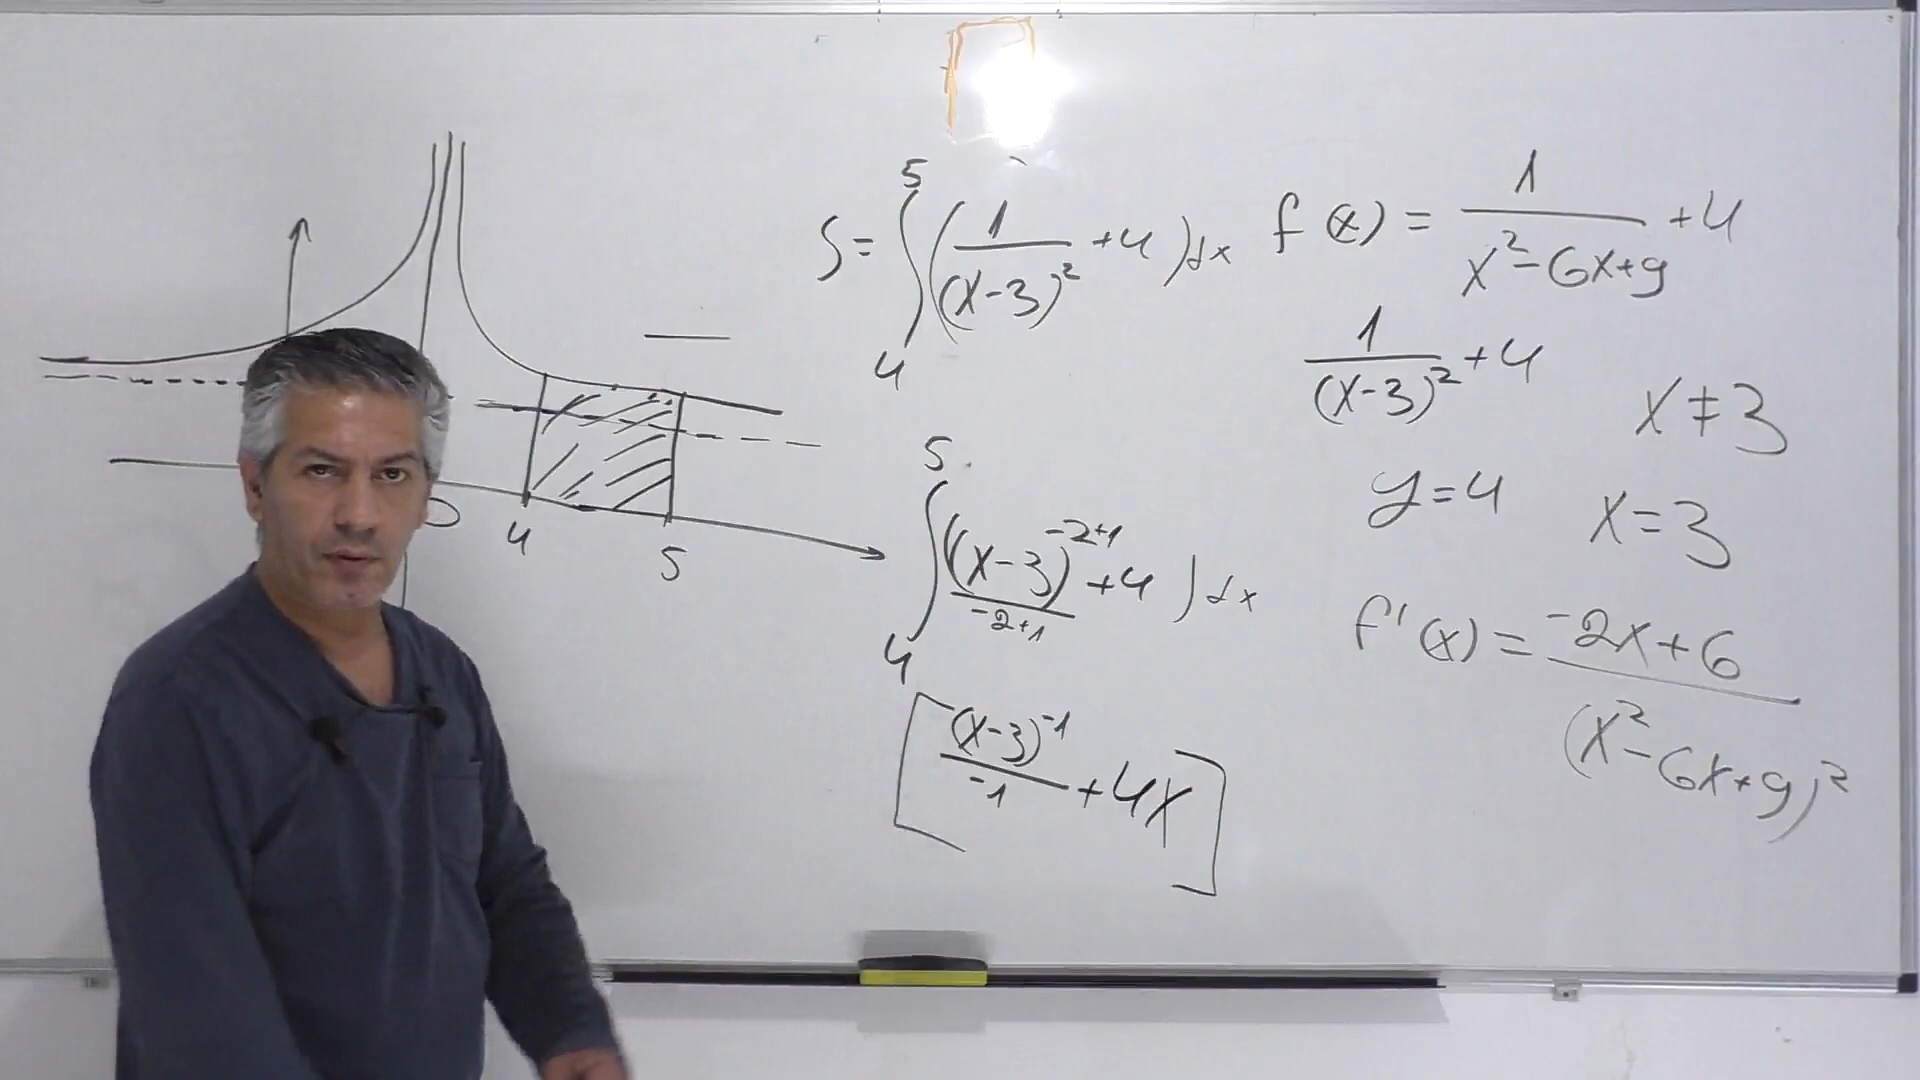 f(x) = 1/(x² - 6x + 9) + 4
S = ∫₄⁵ (1/(x-3)² + 4) dx
1/(x-3)² + 4
x ≠ 3
y = 4
x = 3
∫₄⁵ ((x-3)⁻²⁺¹/(-2+1) + 4) dx
f'(x) = (-2x + 6)/(x² - 6x + 9)²
[(x-3)⁻¹/-1 + 4x]
4
5